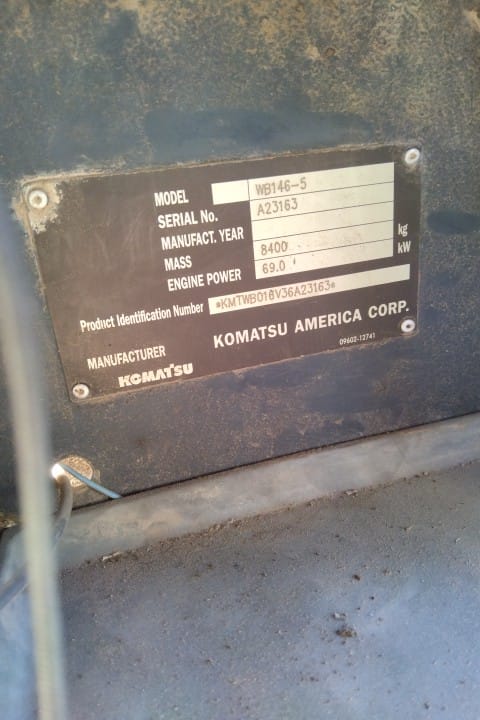 MODEL WB146-5
SERIAL No. A23163
MANUFACT. YEAR
MASS 8400 kg
ENGINE POWER 69.0 kW
Product Identification Number *KMTWB016V36A23163*
MANUFACTURER KOMATSU AMERICA CORP.
KOMATSU 09602-12741